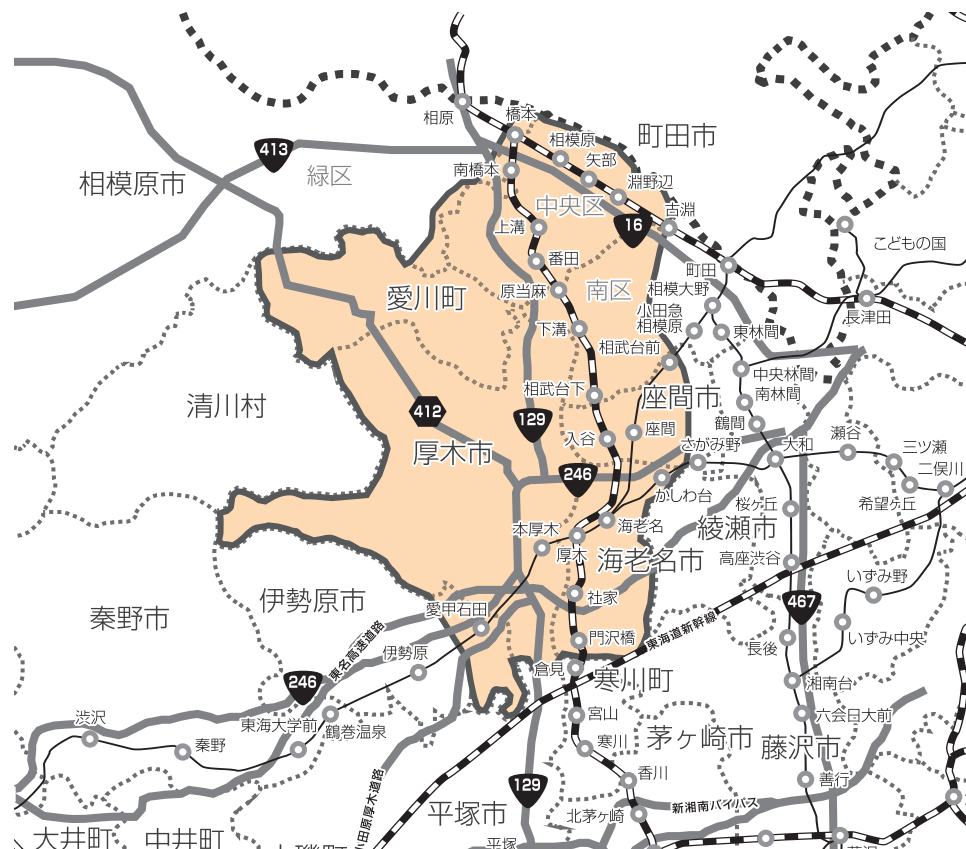 相原
橋本
町田市
相模原
413
矢部
南橋本
緑区
相模原市
淵野辺
中央区
古淵
16
上溝
こどもの国
番田
町田
南区
原当麻
相模大野
愛川町
小田急
相模原
長津田
下溝
東林間
相武台前
中央林間
相武台下
座間市
南林間
清川村
412
129
鶴間
座間
入谷
さがみ野
大和
瀬谷
三ツ境
厚木市
二俣川
246
かしわ台
桜ヶ丘
希望ヶ丘
綾瀬市
本厚木
海老名
厚木
海老名市
高座渋谷
いずみ野
伊勢原市
愛甲石田
社家
467
秦野市
東名高速道路
門沢橋
東海道新幹線
いずみ中央
長後
伊勢原
倉見
寒川町
湘南台
246
渋沢
東海大学前
鶴巻温泉
宮山
六会日大前
秦野
寒川
茅ヶ崎市
藤沢市
香川
善行
129
小田原厚木道路
新湘南バイパス
平塚市
北茅ヶ崎
大井町
中井町
平塚